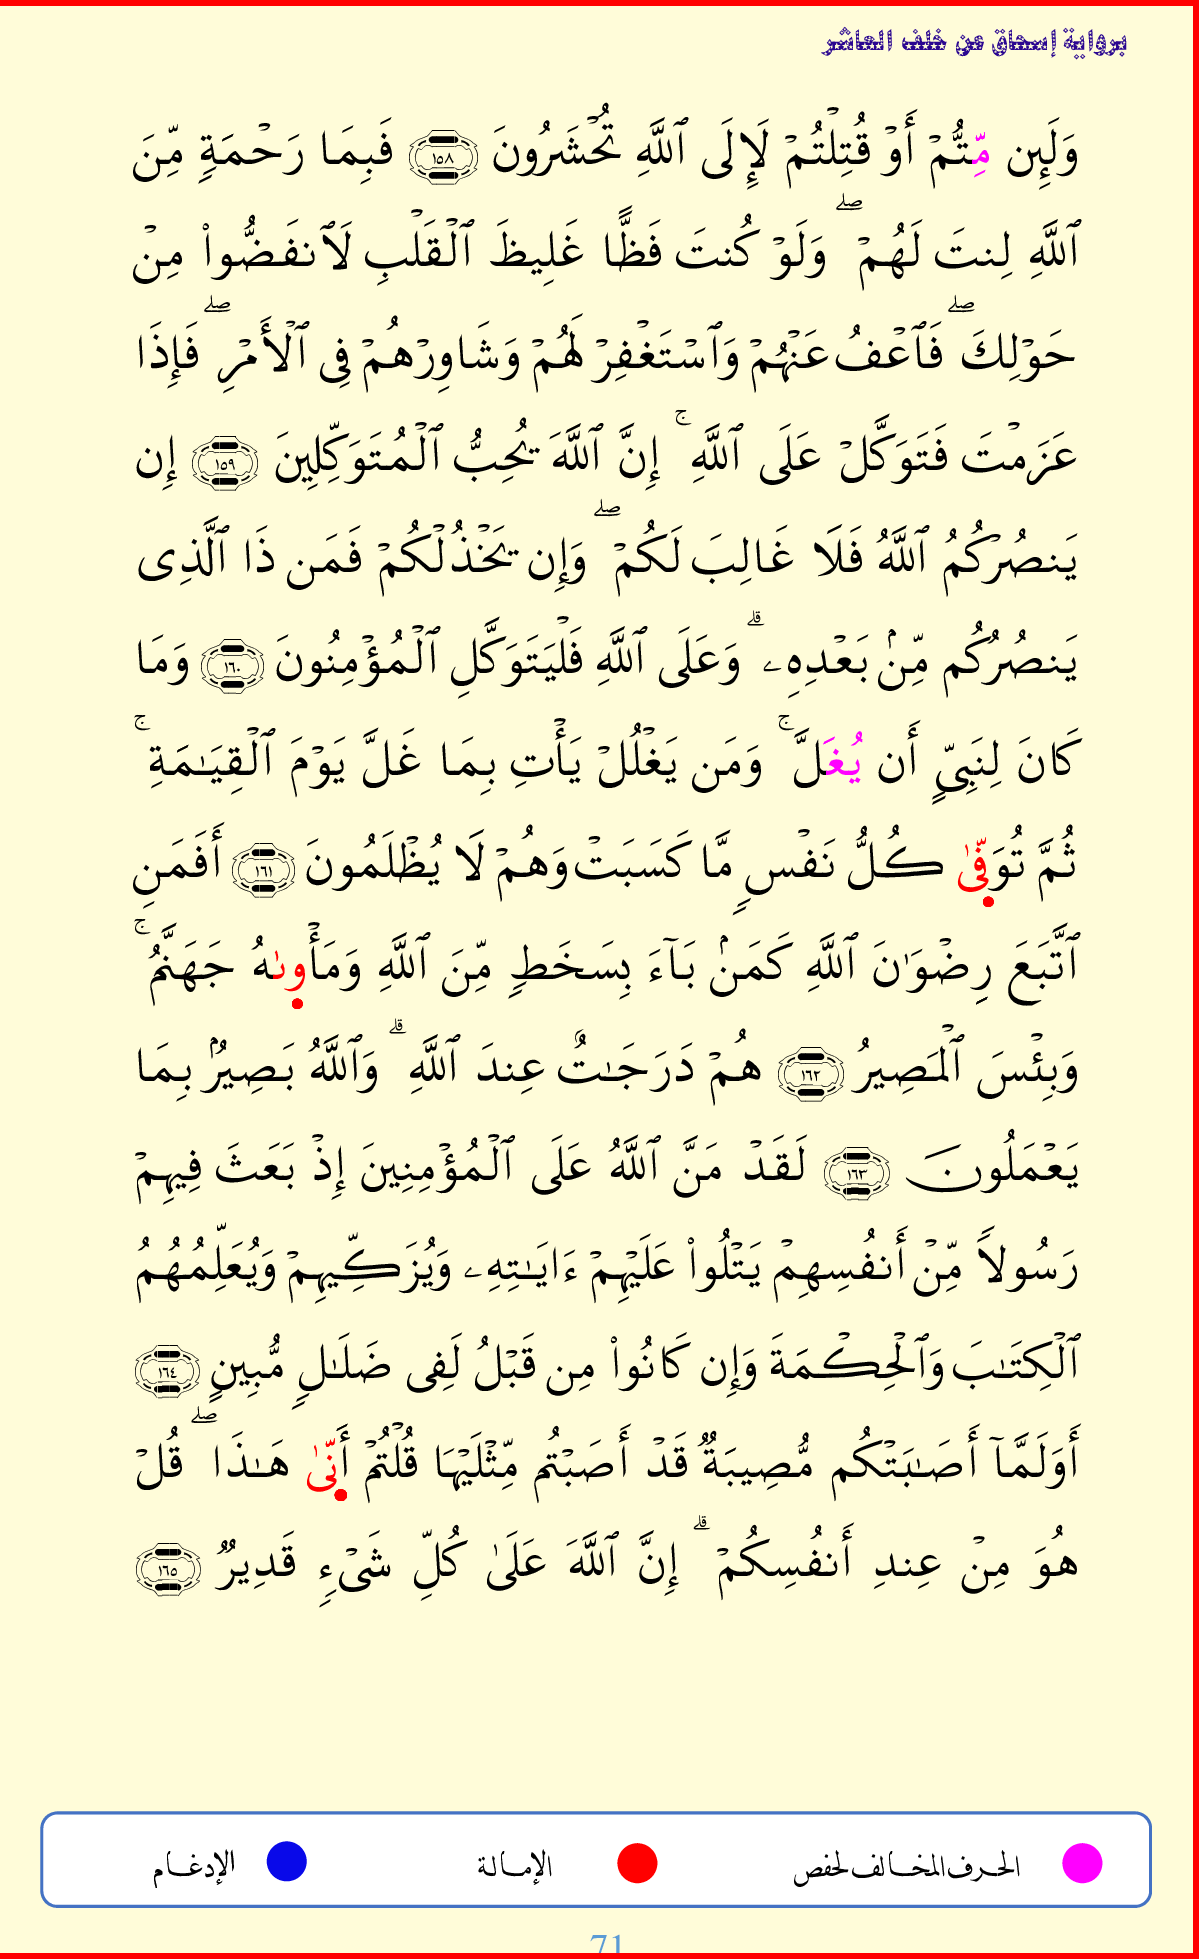 برواية إسحاق عن خلف العاشر
وَلَئِن مِّتُّمۡ أَوۡ قُتِلۡتُمۡ لَإِلَى ٱللَّهِ تُحۡشَرُونَ ١٥٨ فَبِمَا رَحۡمَةٖ مِّنَ
ٱللَّهِ لِنتَ لَهُمۡۖ وَلَوۡ كُنتَ فَظًّا غَلِيظَ ٱلۡقَلۡبِ لَٱنفَضُّواْ مِنۡ
حَوۡلِكَۖ فَٱعۡفُ عَنۡهُمۡ وَٱسۡتَغۡفِرۡ لَهُمۡ وَشَاوِرۡهُمۡ فِي ٱلۡأَمۡرِۖ فَإِذَا
عَزَمۡتَ فَتَوَكَّلۡ عَلَى ٱللَّهِۚ إِنَّ ٱللَّهَ يُحِبُّ ٱلۡمُتَوَكِّلِينَ ١٥٩ إِن
يَنصُرۡكُمُ ٱللَّهُ فَلَا غَالِبَ لَكُمۡۖ وَإِن يَخۡذُلۡكُمۡ فَمَن ذَا ٱلَّذِي
يَنصُرُكُم مِّنۢ بَعۡدِهِۦۗ وَعَلَى ٱللَّهِ فَلۡيَتَوَكَّلِ ٱلۡمُؤۡمِنُونَ ١٦٠ وَمَا
كَانَ لِنَبِيٍّ أَن يُغَلَّۚ وَمَن يَغۡلُلۡ يَأۡتِ بِمَا غَلَّ يَوۡمَ ٱلۡقِيَٰمَةِۚ
ثُمَّ تُوَفّٜىٰ كُلُّ نَفۡسٖ مَّا كَسَبَتۡ وَهُمۡ لَا يُظۡلَمُونَ ١٦١ أَفَمَنِ
ٱتَّبَعَ رِضۡوَٰنَ ٱللَّهِ كَمَنۢ بَآءَ بِسَخَطٖ مِّنَ ٱللَّهِ وَمَأۡوٜىٰهُ جَهَنَّمُۚ
وَبِئۡسَ ٱلۡمَصِيرُ ١٦٢ هُمۡ دَرَجَٰتٌ عِندَ ٱللَّهِۗ وَٱللَّهُ بَصِيرُۢ بِمَا
يَعۡمَلُونَ ١٦٣ لَقَدۡ مَنَّ ٱللَّهُ عَلَى ٱلۡمُؤۡمِنِينَ إِذۡ بَعَثَ فِيهِمۡ
رَسُولٗا مِّنۡ أَنفُسِهِمۡ يَتۡلُواْ عَلَيۡهِمۡ ءَايَٰتِهِۦ وَيُزَكِّيهِمۡ وَيُعَلِّمُهُمُ
ٱلۡكِتَٰبَ وَٱلۡحِكۡمَةَ وَإِن كَانُواْ مِن قَبۡلُ لَفِي ضَلَٰلٖ مُّبِينٍ ١٦٤
أَوَلَمَّآ أَصَٰبَتۡكُم مُّصِيبَةٞ قَدۡ أَصَبۡتُم مِّثۡلَيۡهَا قُلۡتُمۡ أَنّٜىٰ هَٰذَاۖ قُلۡ
هُوَ مِنۡ عِندِ أَنفُسِكُمۡۗ إِنَّ ٱللَّهَ عَلَىٰ كُلِّ شَيۡءٖ قَدِيرٞ ١٦٥
الحرف المخالف لحفص الإمالة الإدغام
71